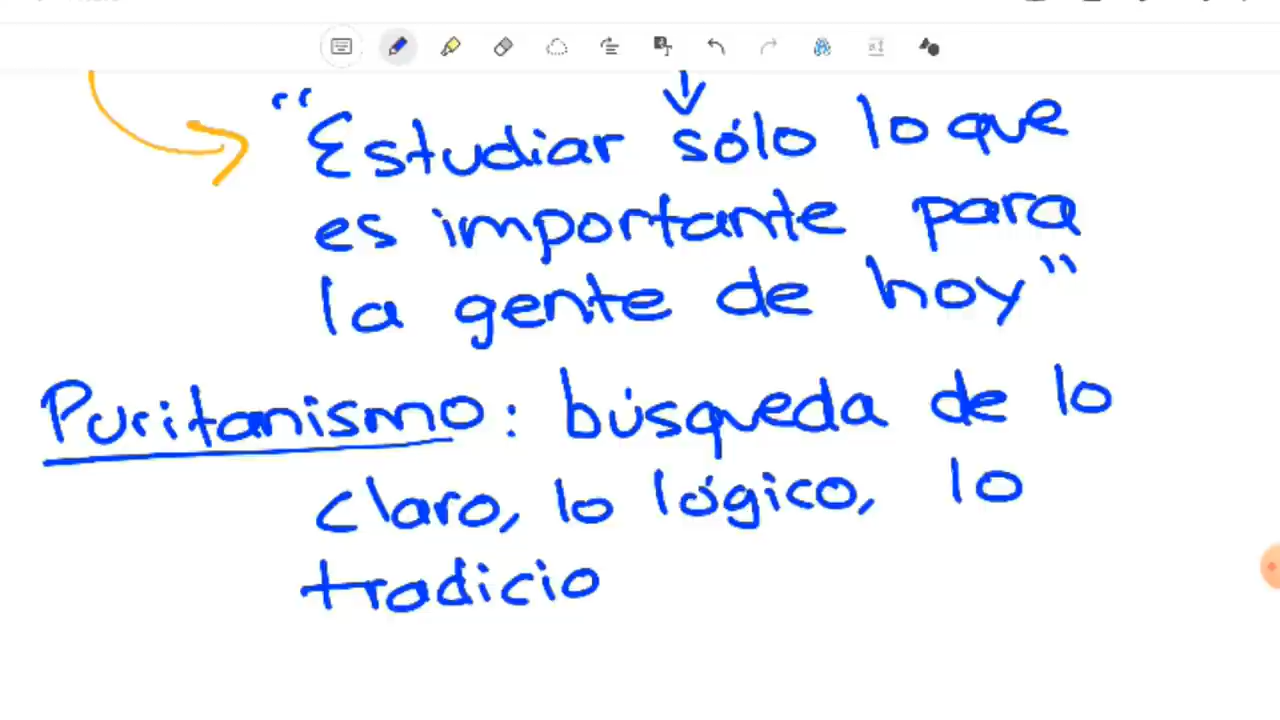 “Estudiar sólo lo que
es importante para
la gente de hoy”
Puritanismo: búsqueda de lo
claro, lo lógico, lo
tradicio